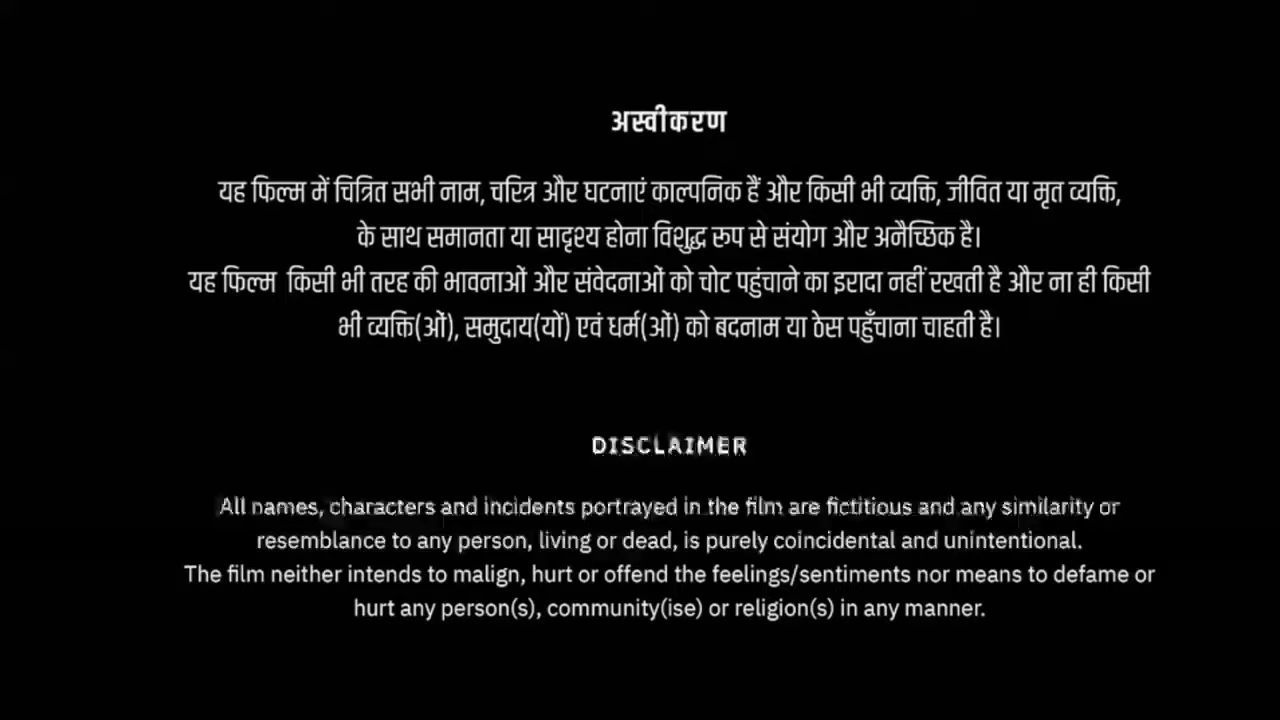 अस्वीकरण
यह फिल्म में चित्रित सभी नाम, चरित्र और घटनाएं काल्पनिक हैं और किसी भी व्यक्ति, जीवित या मृत व्यक्ति,
के साथ समानता या सादृश्य होना विशुद्ध रूप से संयोग और अनैच्छिक है।
यह फिल्म किसी भी तरह की भावनाओं और संवेदनाओं को चोट पहुंचाने का इरादा नहीं रखती है और ना ही किसी
भी व्यक्ति(ओं), समुदाय(यों) एवं धर्म(ओं) को बदनाम या ठेस पहुँचाना चाहती है।
DISCLAIMER
All names, characters and incidents portrayed in the film are fictitious and any similarity or
resemblance to any person, living or dead, is purely coincidental and unintentional.
The film neither intends to malign, hurt or offend the feelings/sentiments nor means to defame or
hurt any person(s), community(ise) or religion(s) in any manner.